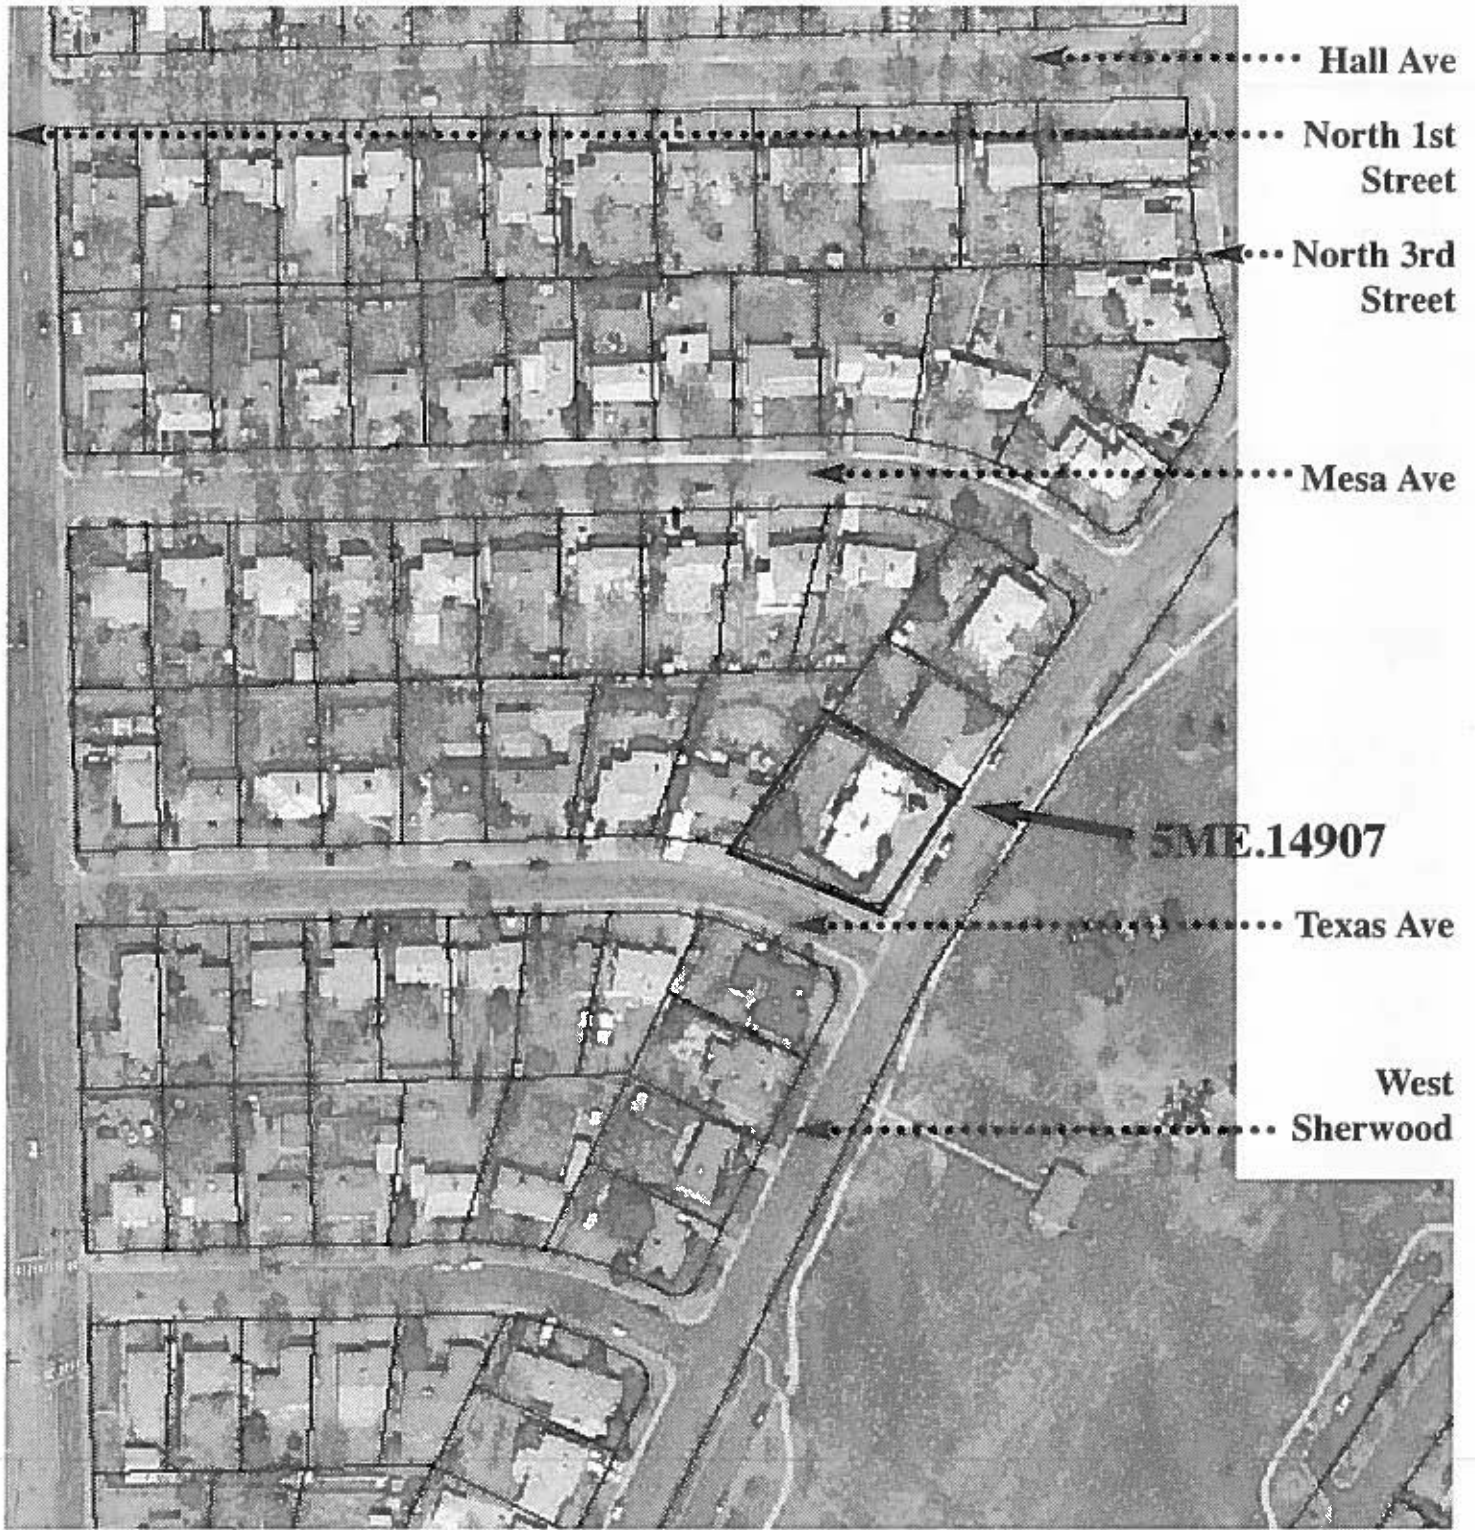 Hall Ave
North 1st
Street
North 3rd
Street
Mesa Ave
5ME.14907
Texas Ave
West
Sherwood